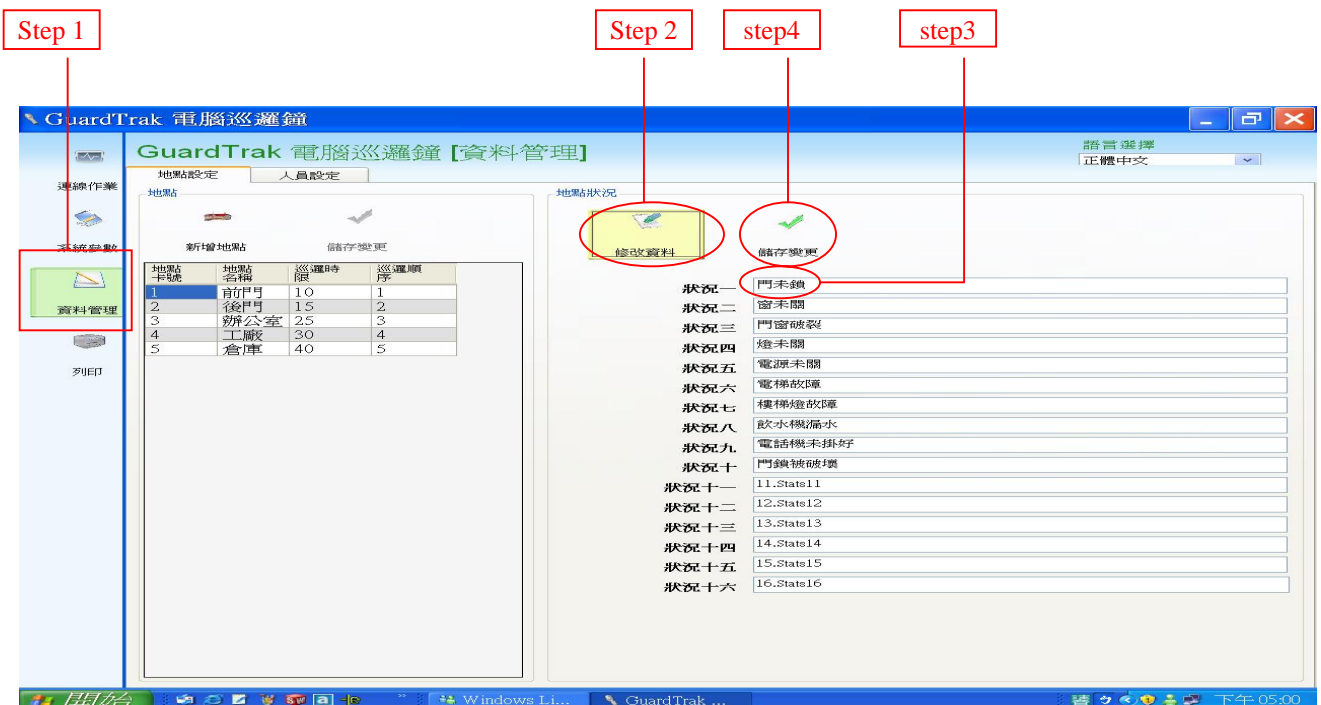 Step 1
Step 2
step4
step3
GuardTrak 電腦巡邏鐘
GuardTrak 電腦巡邏鐘 [資料管理]
語言選擇
正體中文
連線作業
系統參數
資料管理
列印
地點設定 人員設定
地點
新增地點 儲存變更
地點卡號 地點名稱 巡邏時限 巡邏順序
1 前門 10 1
2 後門 15 2
3 辦公室 25 3
4 工廠 30 4
5 倉庫 40 5
地點狀況
修改資料 儲存變更
狀況一 門未鎖
狀況二 窗未關
狀況三 門窗破裂
狀況四 燈未關
狀況五 電源未關
狀況六 電梯故障
狀況七 樓梯燈故障
狀況八 飲水機漏水
狀況九 電話機未掛好
狀況十 門鎖被破壞
狀況十一 11.Stats11
狀況十二 12.Stats12
狀況十三 13.Stats13
狀況十四 14.Stats14
狀況十五 15.Stats15
狀況十六 16.Stats16
開始 Windows Li... GuardTrak ... 下午 05:00